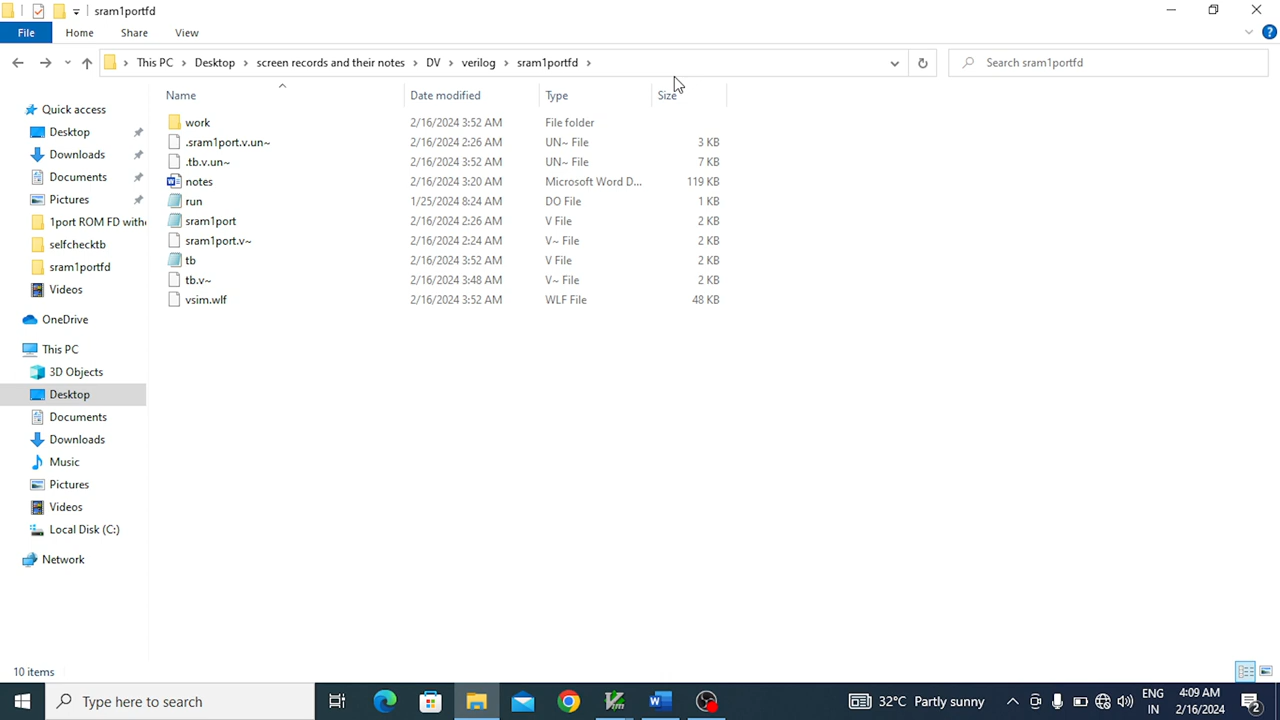 sram1portfd
File Home Share View
This PC Desktop screen records and their notes DV verilog sram1portfd Search sram1portfd
Name Date modified Type Size
Quick access
Desktop
Downloads
Documents
Pictures
1port ROM FD withe
selfchecktb
sram1portfd
Videos
OneDrive
This PC
3D Objects
Desktop
Documents
Downloads
Music
Pictures
Videos
Local Disk (C:)
Network
work 2/16/2024 3:52 AM File folder
.sram1port.v.un~ 2/16/2024 2:26 AM UN~ File 3 KB
.tb.v.un~ 2/16/2024 3:52 AM UN~ File 7 KB
notes 2/16/2024 3:20 AM Microsoft Word D... 119 KB
run 1/25/2024 8:24 AM DO File 1 KB
sram1port 2/16/2024 2:26 AM V File 2 KB
sram1port.v~ 2/16/2024 2:24 AM V~ File 2 KB
tb 2/16/2024 3:52 AM V File 2 KB
tb.v~ 2/16/2024 3:48 AM V~ File 2 KB
vsim.wlf 2/16/2024 3:52 AM WLF File 48 KB
10 items
Type here to search
32°C Partly sunny
ENG
IN
4:09 AM
2/16/2024
2